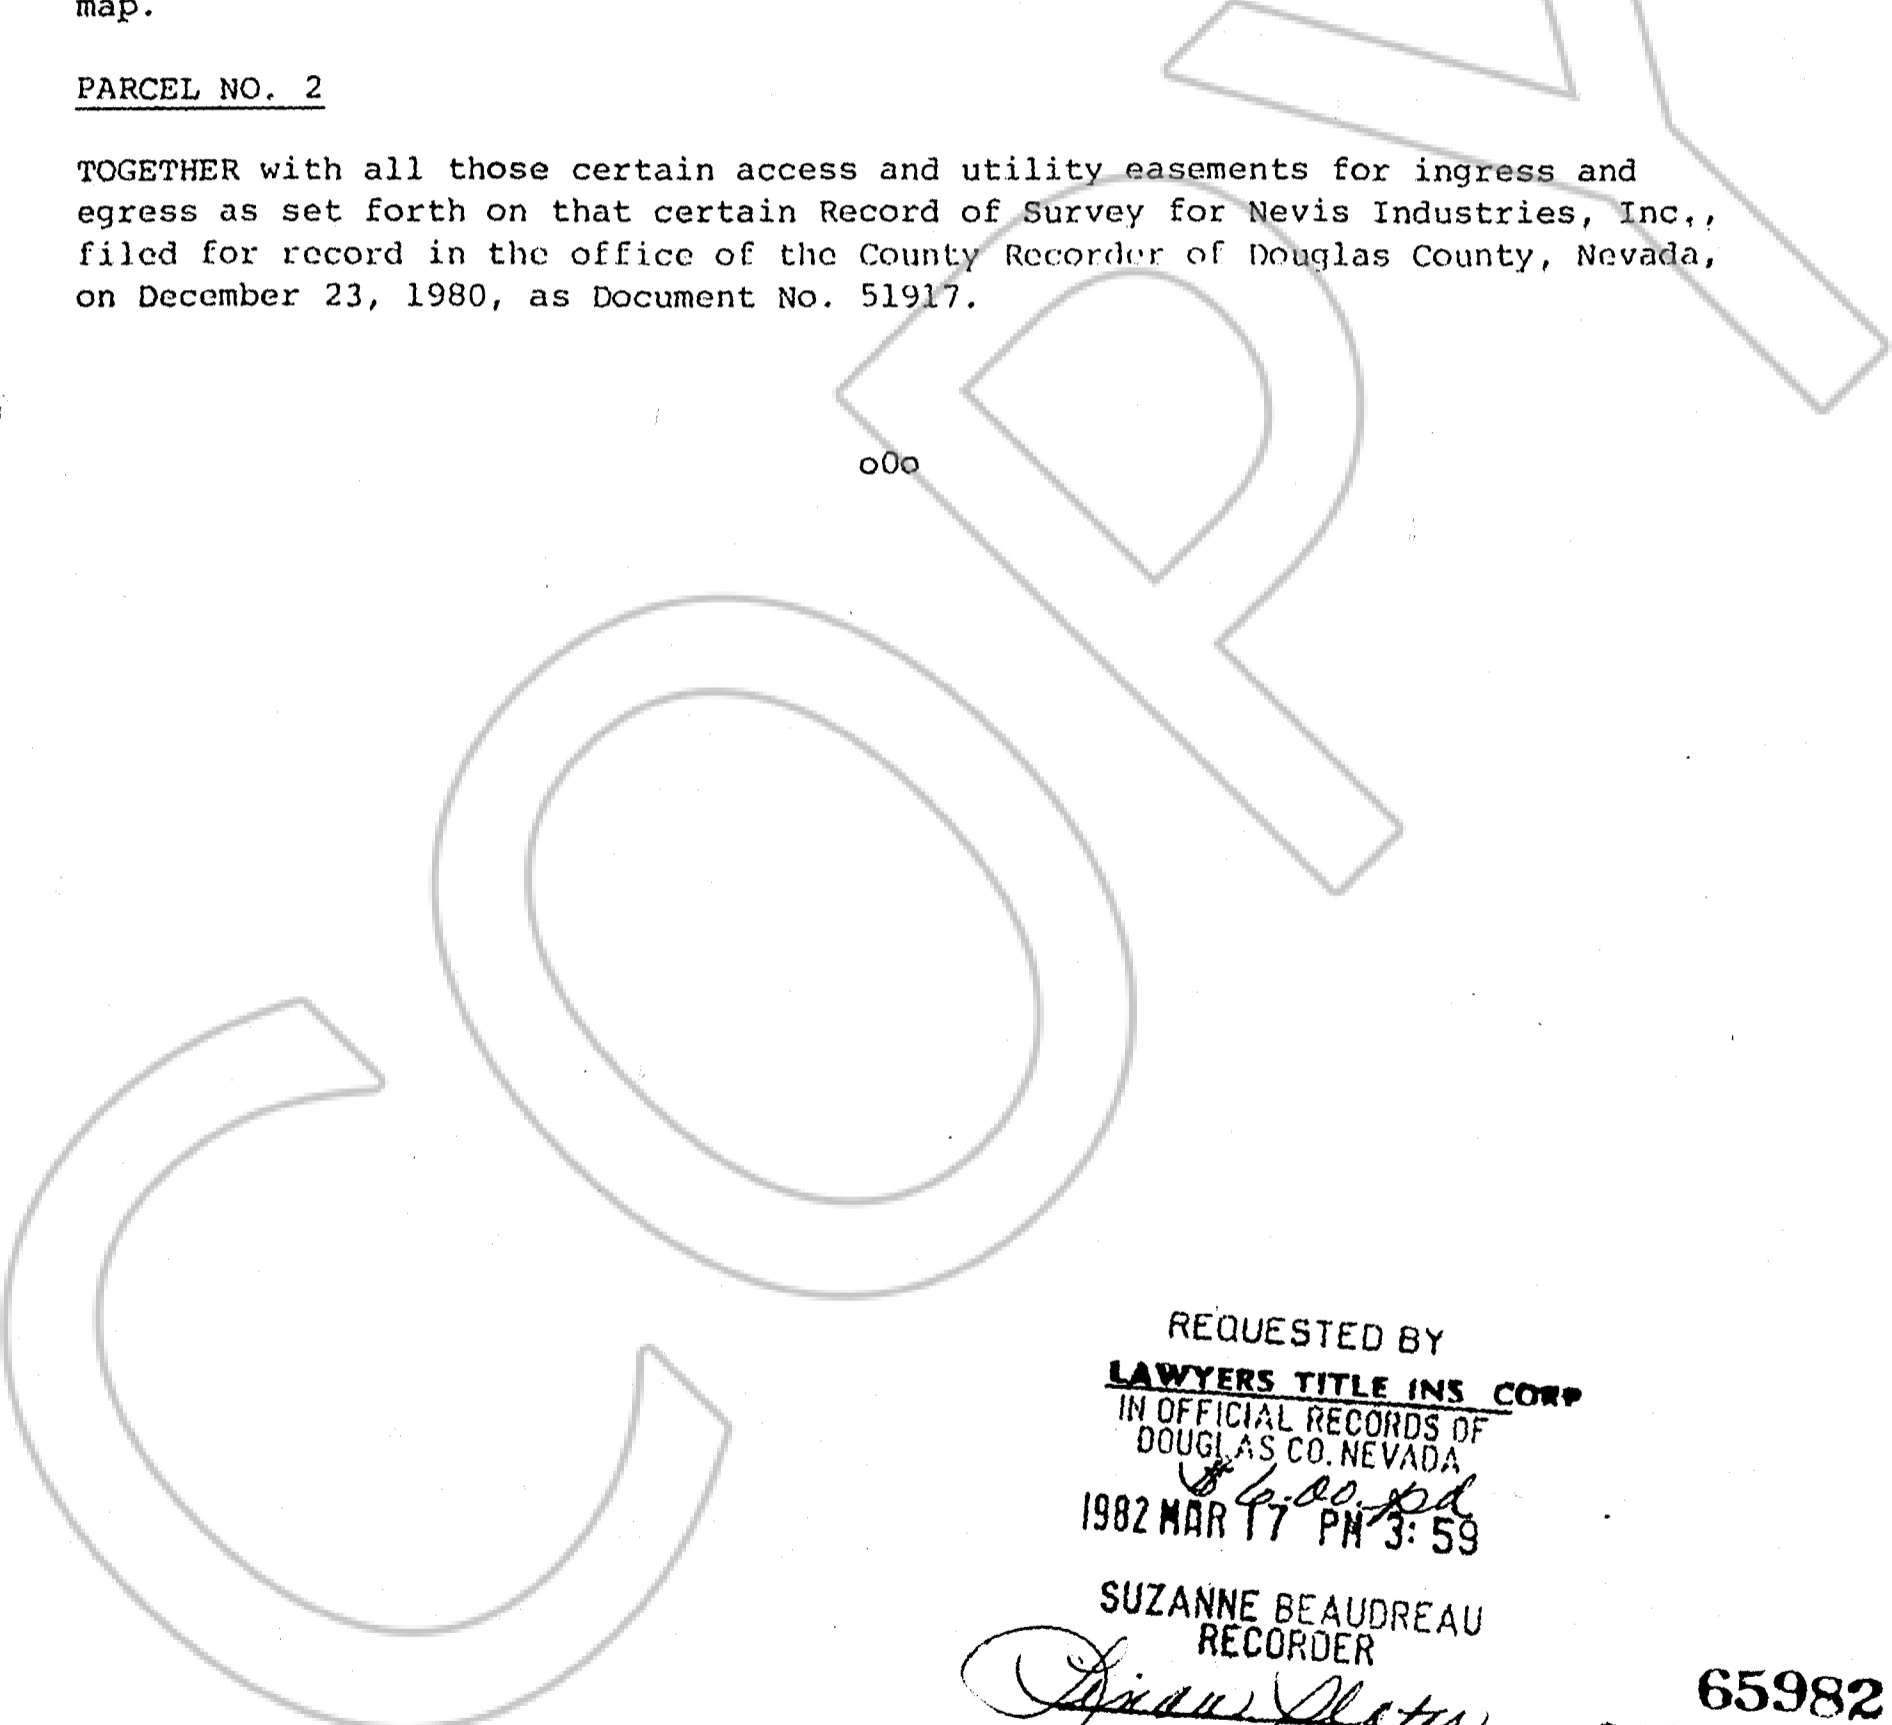 map.
PARCEL NO. 2
TOGETHER with all those certain access and utility easements for ingress and
egress as set forth on that certain Record of Survey for Nevis Industries, Inc.,
filed for record in the office of the County Recorder of Douglas County, Nevada,
on December 23, 1980, as Document No. 51917.
oOo
COPY
REQUESTED BY
LAWYERS TITLE INS CORP
IN OFFICIAL RECORDS OF
DOUGLAS CO. NEVADA
$ 6.00 pd
1982 MAR 17 PM 3:59
SUZANNE BEAUDREAU
RECORDER
65982